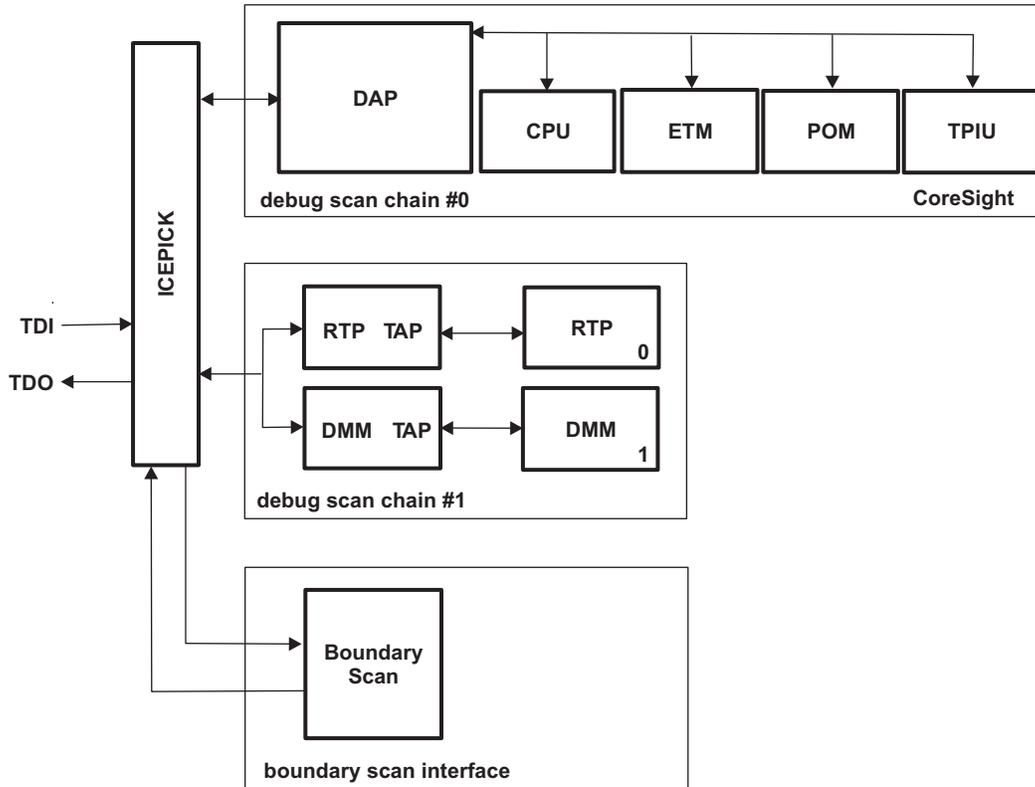 DAP
CPU
ETM
POM
TPIU
debug scan chain #0
CoreSight
ICEPICK
TDI
TDO
RTP TAP
RTP
0
DMM TAP
DMM
1
debug scan chain #1
Boundary
Scan
boundary scan interface